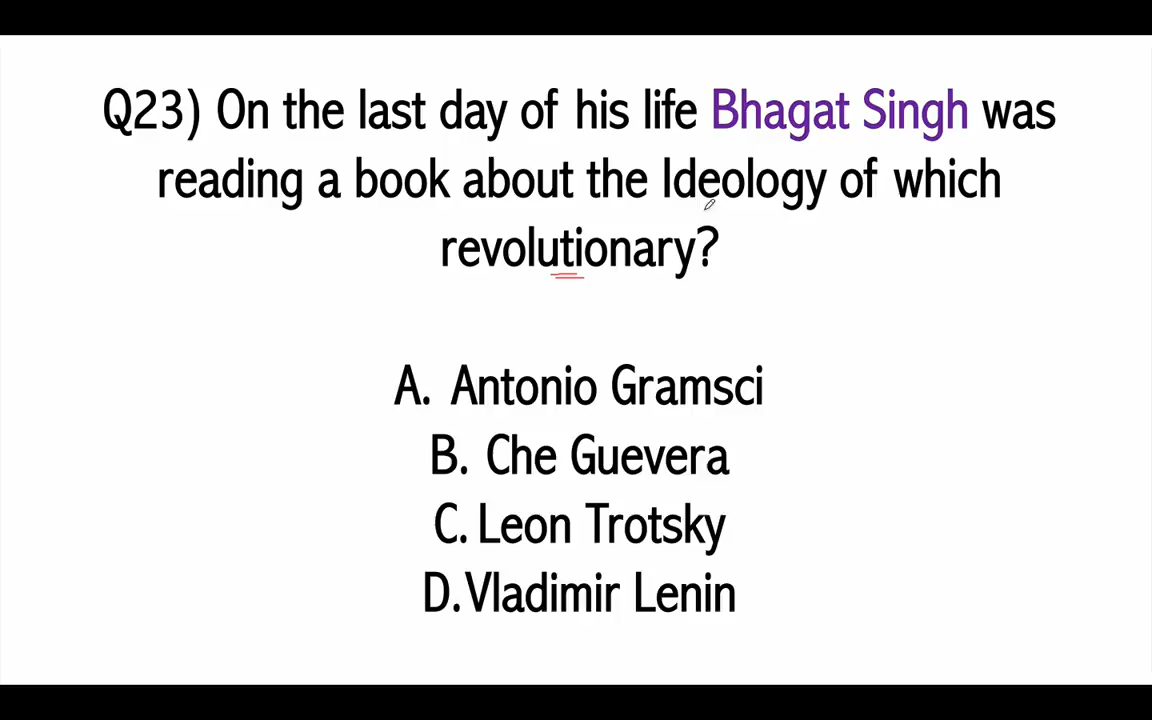 Q23) On the last day of his life Bhagat Singh was
reading a book about the Ideology of which
revolutionary?
A. Antonio Gramsci
B. Che Guevera
C. Leon Trotsky
D. Vladimir Lenin